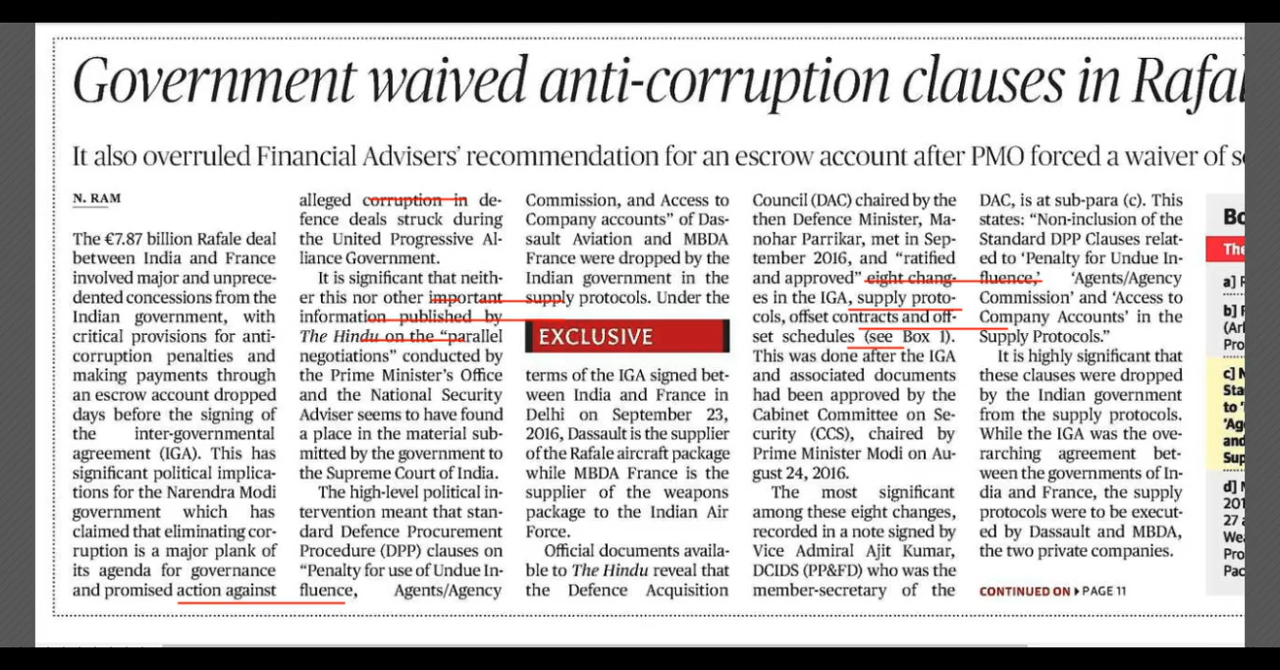 Government waived anti-corruption clauses in Rafal
It also overruled Financial Advisers' recommendation for an escrow account after PMO forced a waiver of
N. RAM
The €7.87 billion Rafale deal
between India and France
involved major and unprece-
dented concessions from the
Indian government, with
critical provisions for anti-
corruption penalties and
making payments through
an escrow account dropped
days before the signing of
the inter-governmental
agreement (IGA). This has
significant political implica-
tions for the Narendra Modi
government which has
claimed that eliminating cor-
ruption is a major plank of
its agenda for governance
and promised action against
alleged corruption in de-
fence deals struck during
the United Progressive Al-
liance Government.
It is significant that neith-
er this nor other important
information published by
The Hindu on the “parallel
negotiations” conducted by
the Prime Minister's Office
and the National Security
Adviser seems to have found
a place in the material sub-
mitted by the government to
the Supreme Court of India.
The high-level political in-
tervention meant that stan-
dard Defence Procurement
Procedure (DPP) clauses on
“Penalty for use of Undue In-
fluence, Agents/Agency
Commission, and Access to
Company accounts” of Das-
sault Aviation and MBDA
France were dropped by the
Indian government in the
supply protocols. Under the
EXCLUSIVE
terms of the IGA signed bet-
ween India and France in
Delhi on September 23,
2016, Dassault is the supplier
of the Rafale aircraft package
while MBDA France is the
supplier of the weapons
package to the Indian Air
Force.
Official documents availa-
ble to The Hindu reveal that
the Defence Acquisition
Council (DAC) chaired by the
then Defence Minister, Ma-
nohar Parrikar, met in Sep-
tember 2016, and “ratified
and approved” eight chang-
es in the IGA, supply proto-
cols, offset contracts and off-
set schedules (see Box 1).
This was done after the IGA
and associated documents
had been approved by the
Cabinet Committee on Se-
curity (CCS), chaired by
Prime Minister Modi on Au-
gust 24, 2016.
The most significant
among these eight changes,
recorded in a note signed by
Vice Admiral Ajit Kumar,
DCIDS (PP&FD) who was the
member-secretary of the
DAC, is at sub-para (c). This
states: “Non-inclusion of the
Standard DPP Clauses relat-
ed to ‘Penalty for Undue In-
fluence,’ ‘Agents/Agency
Commission’ and ‘Access to
Company Accounts’ in the
Supply Protocols.”
It is highly significant that
these clauses were dropped
by the Indian government
from the supply protocols.
While the IGA was the ove-
rarching agreement bet-
ween the governments of In-
dia and France, the supply
protocols were to be execut-
ed by Dassault and MBDA,
the two private companies.
CONTINUED ON PAGE 11
Bo
The
a]
b]
(Ar
Pro
c]
Sta
to
and
Sup
d]
201
27
We
Pro
Pac